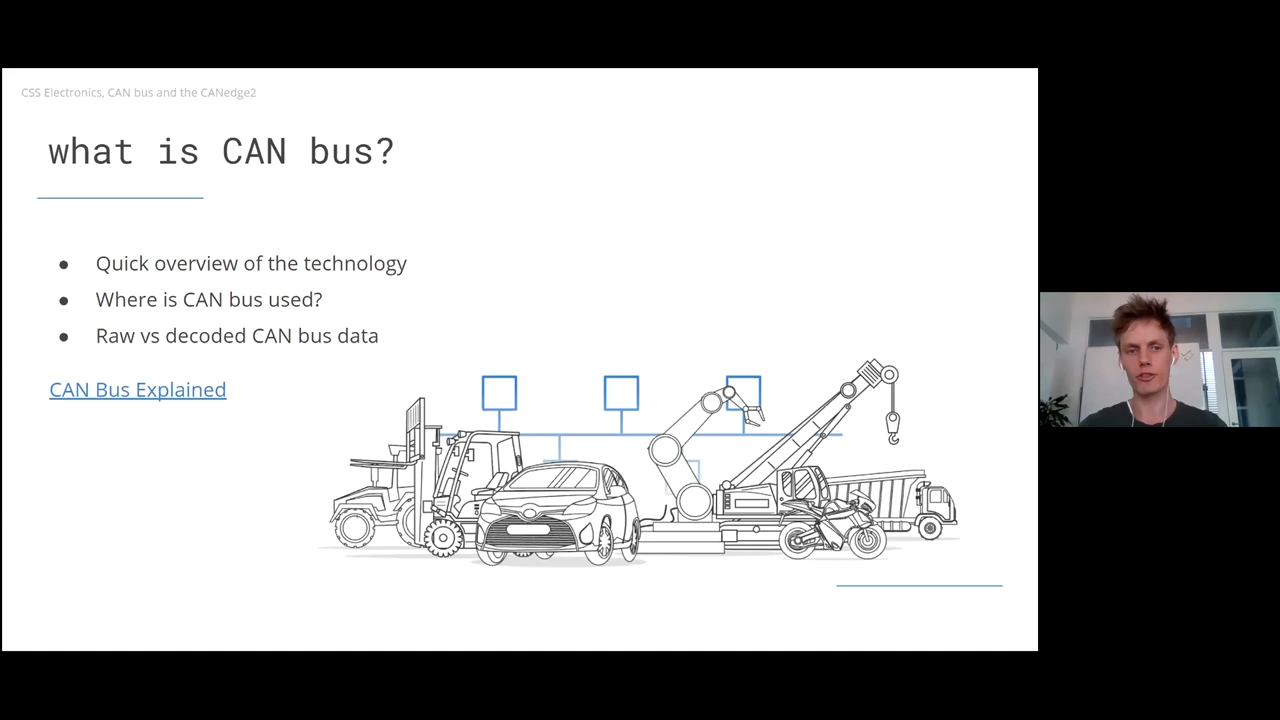 CSS Electronics, CAN bus and the CANedge2
what is CAN bus?
● Quick overview of the technology
● Where is CAN bus used?
● Raw vs decoded CAN bus data
CAN Bus Explained